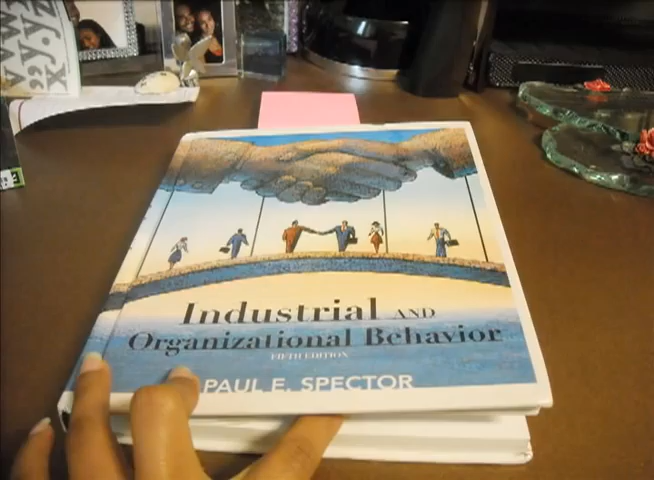 Industrial AND
Organizational Behavior
FIFTH EDITION
PAUL E. SPECTOR